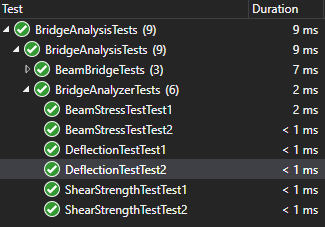 Test Duration
BridgeAnalysisTests (9) 9 ms
BridgeAnalysisTests (9) 9 ms
BeamBridgeTests (3) 7 ms
BridgeAnalyzerTests (6) 2 ms
BeamStressTestTest1 2 ms
BeamStressTestTest2 < 1 ms
DeflectionTestTest1 < 1 ms
DeflectionTestTest2 < 1 ms
ShearStrengthTestTest1 < 1 ms
ShearStrengthTestTest2 < 1 ms